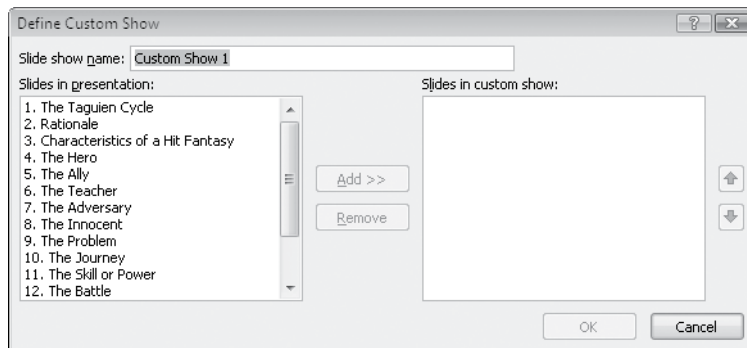 Define Custom Show
Slide show name: Custom Show 1
Slides in presentation:
Slides in custom show:
1. The Taguien Cycle
2. Rationale
3. Characteristics of a Hit Fantasy
4. The Hero
5. The Ally
6. The Teacher
7. The Adversary
8. The Innocent
9. The Problem
10. The Journey
11. The Skill or Power
12. The Battle
Add >>
Remove
OK
Cancel